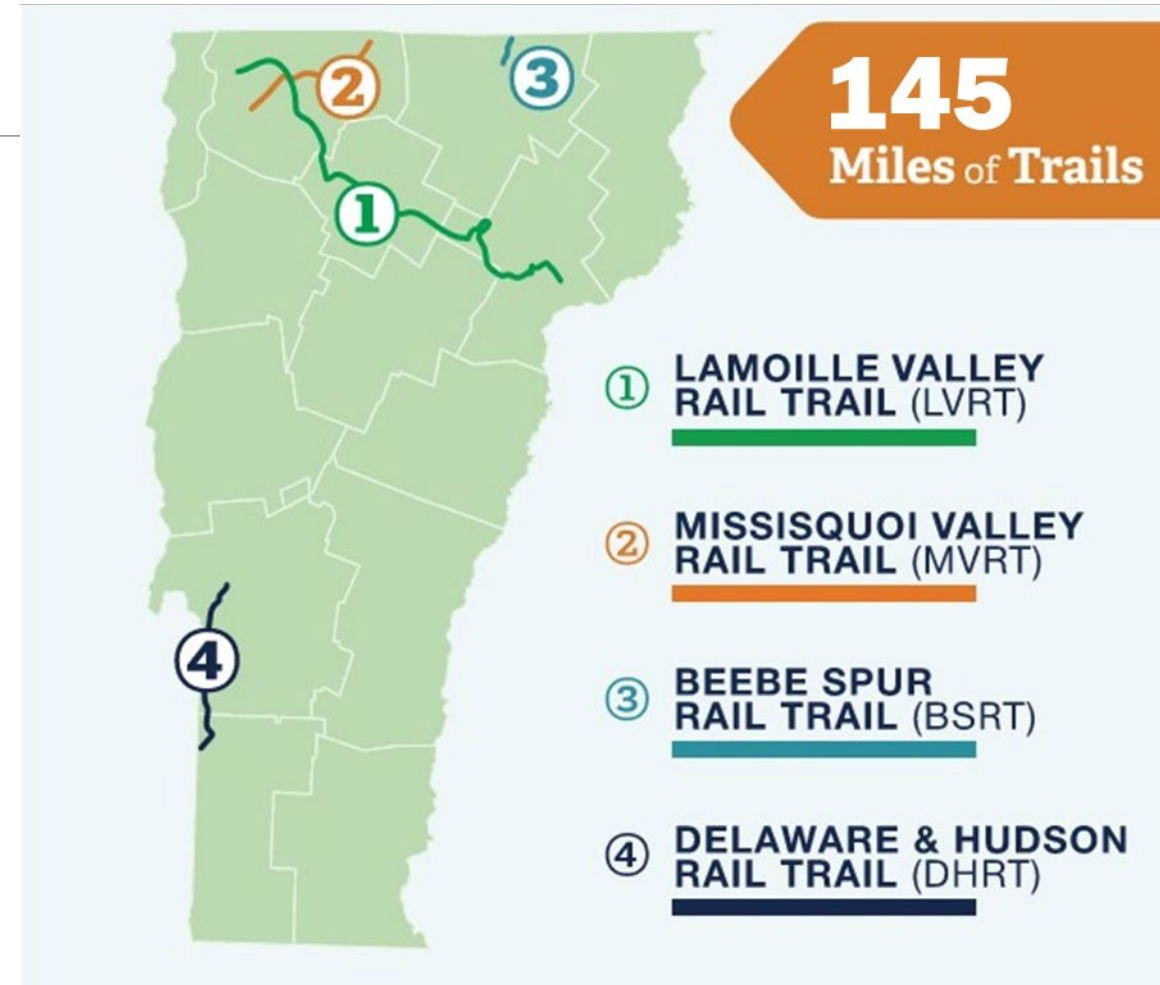 145
Miles of Trails
2
3
1
4
① LAMOILLE VALLEY
RAIL TRAIL (LVRT)
② MISSISQUOI VALLEY
RAIL TRAIL (MVRT)
③ BEEBE SPUR
RAIL TRAIL (BSRT)
④ DELAWARE & HUDSON
RAIL TRAIL (DHRT)